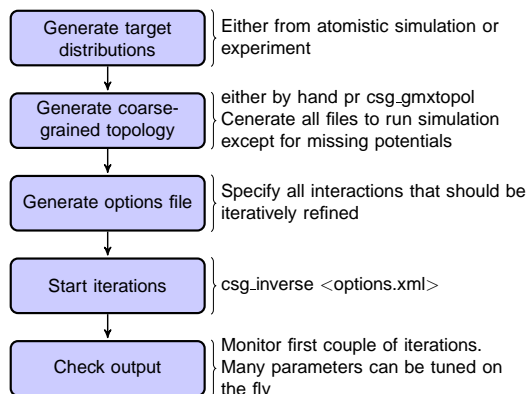 Generate target
distributions
Either from atomistic simulation or
experiment
Generate coarse-
grained topology
either by hand pr csg_gmxtopol
Cenerate all files to run simulation
except for missing potentials
Generate options file
Specify all interactions that should be
iteratively refined
Start iterations
csg_inverse <options.xml>
Check output
Monitor first couple of iterations.
Many parameters can be tuned on
the fly